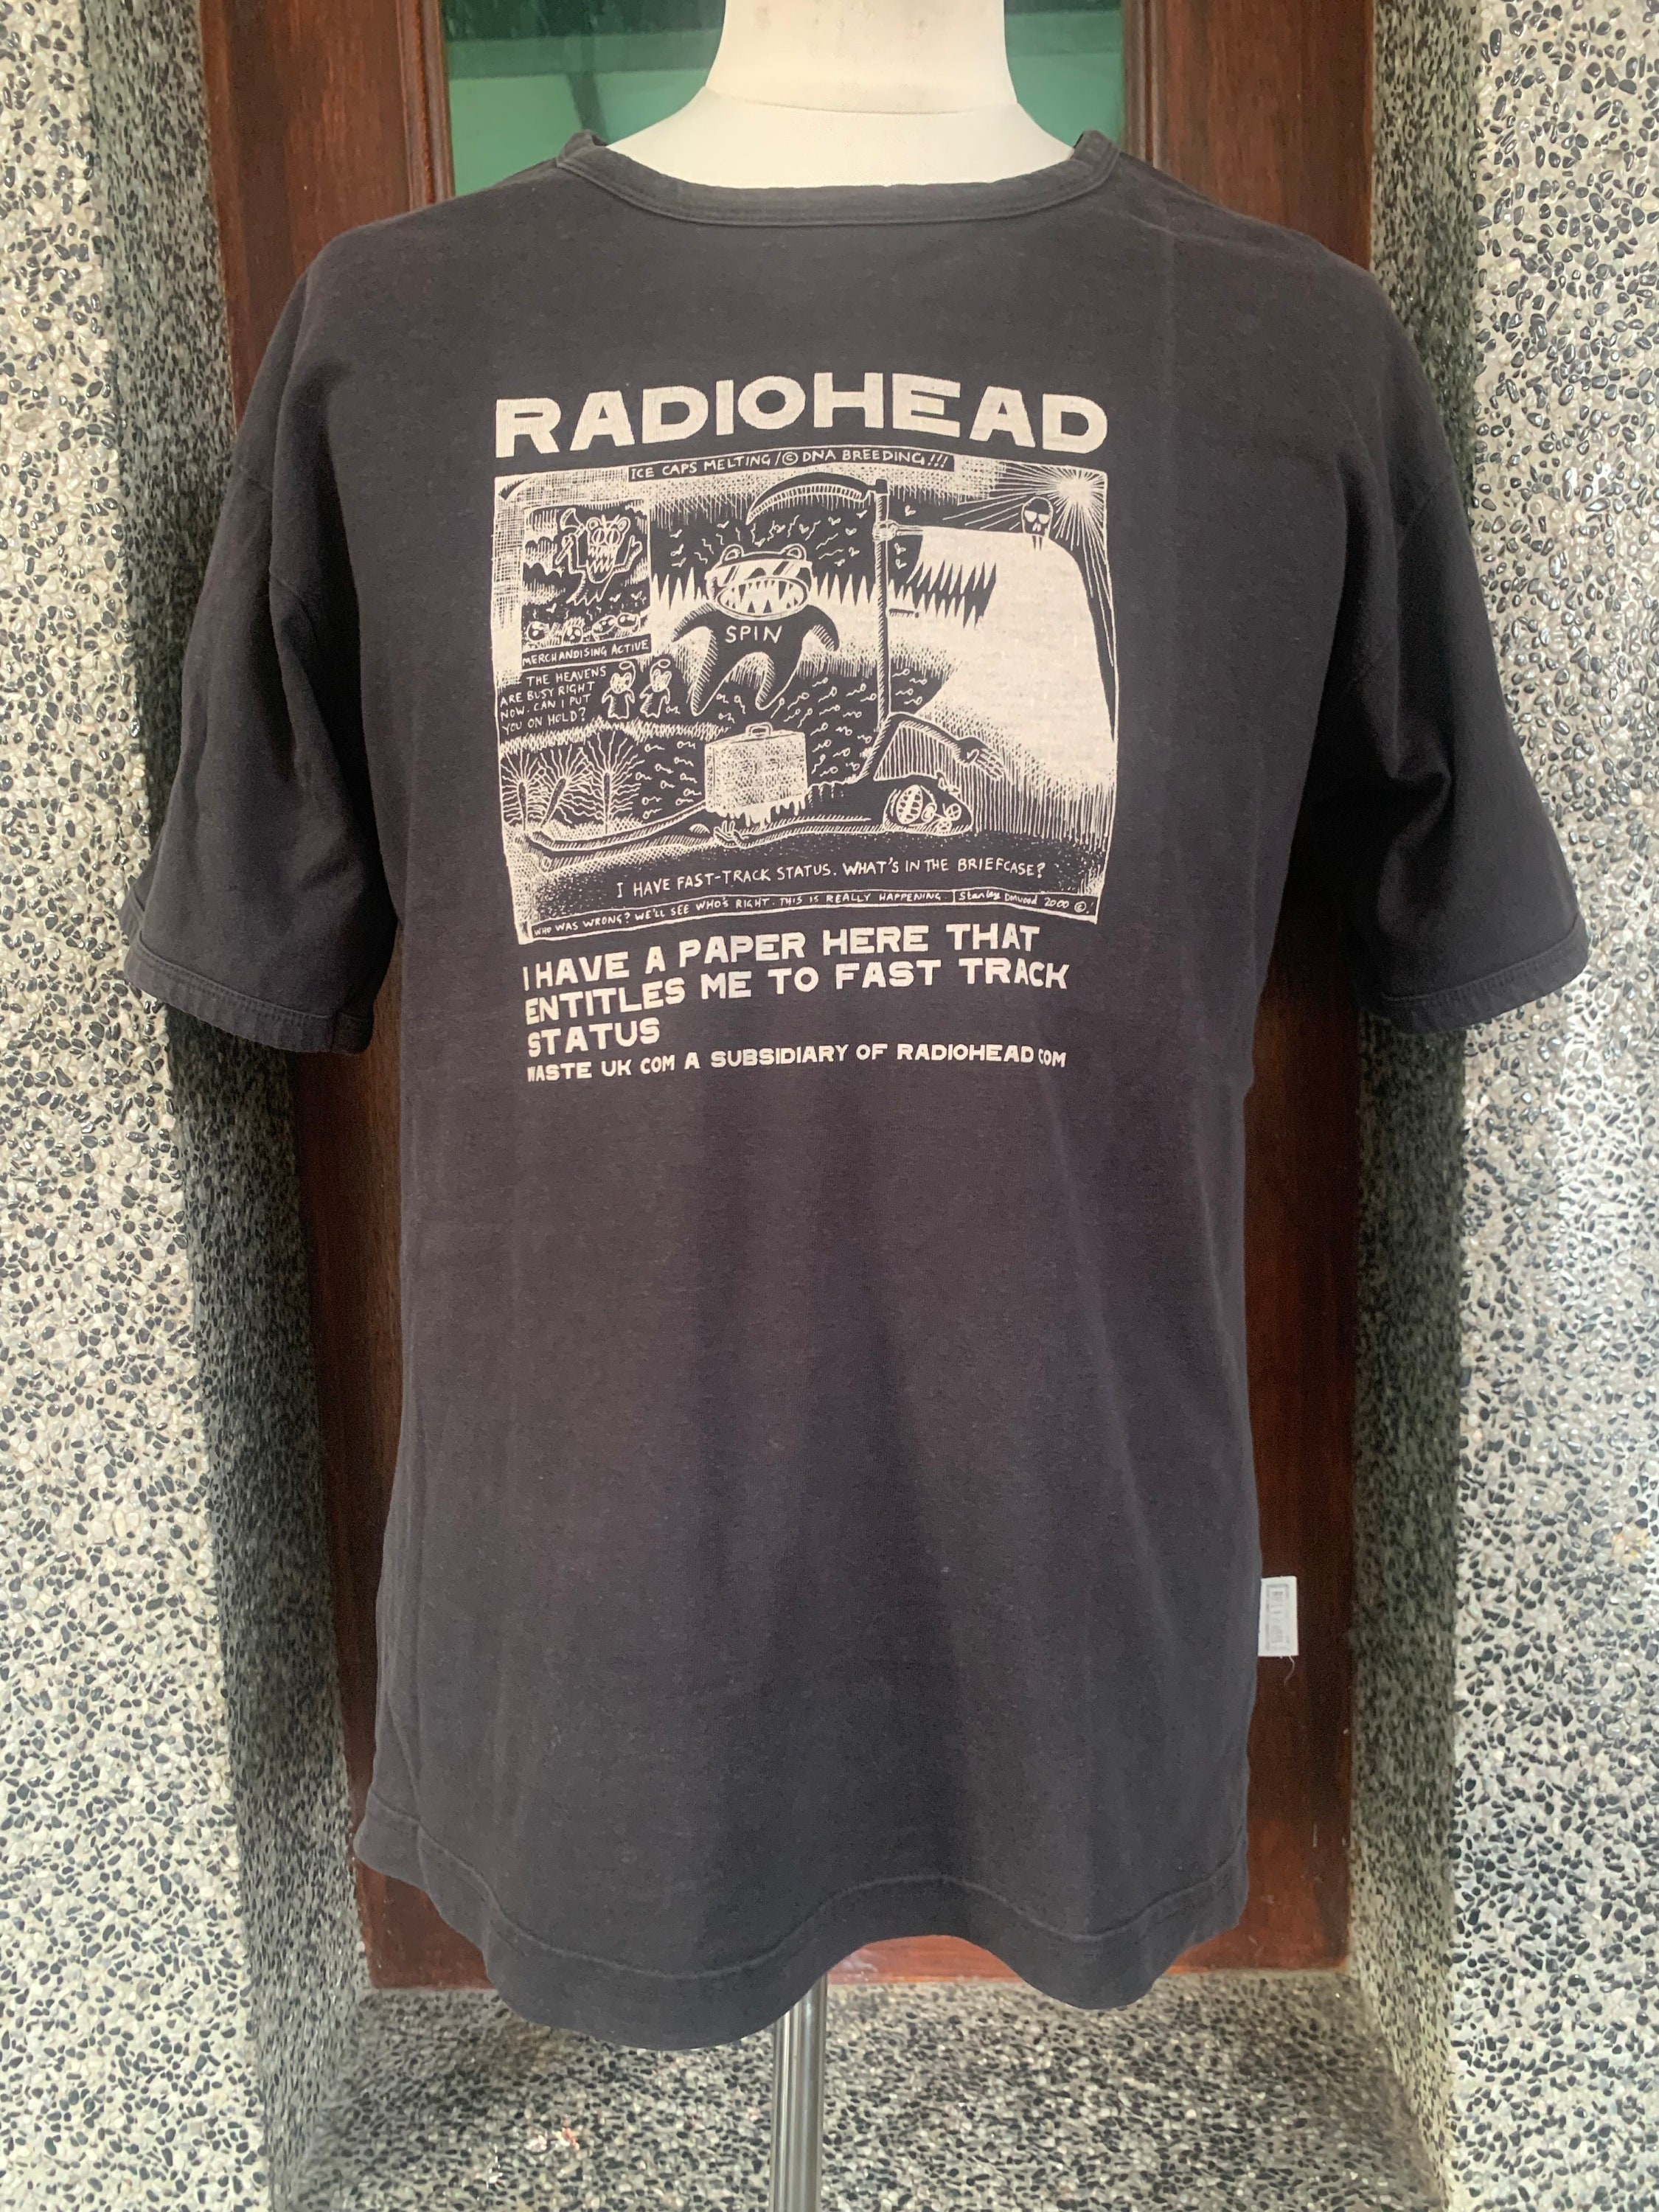 RADIOHEAD
ICE CAPS MELTING /© DNA BREEDING!!!
SPIN
MERCHANDISING ACTIVE
THE HEAVENS
ARE BUSY RIGHT
NOW. CAN I PUT
YOU ON HOLD?
I HAVE FAST-TRACK STATUS. WHAT'S IN THE BRIEFCASE?
WHO WAS WRONG? WE'LL SEE WHO'S RIGHT. THIS IS REALLY HAPPENING. Stanley Donwood 2000 ©!
I HAVE A PAPER HERE THAT
ENTITLES ME TO FAST TRACK
STATUS
WASTE UK COM A SUBSIDIARY OF RADIOHEAD COM